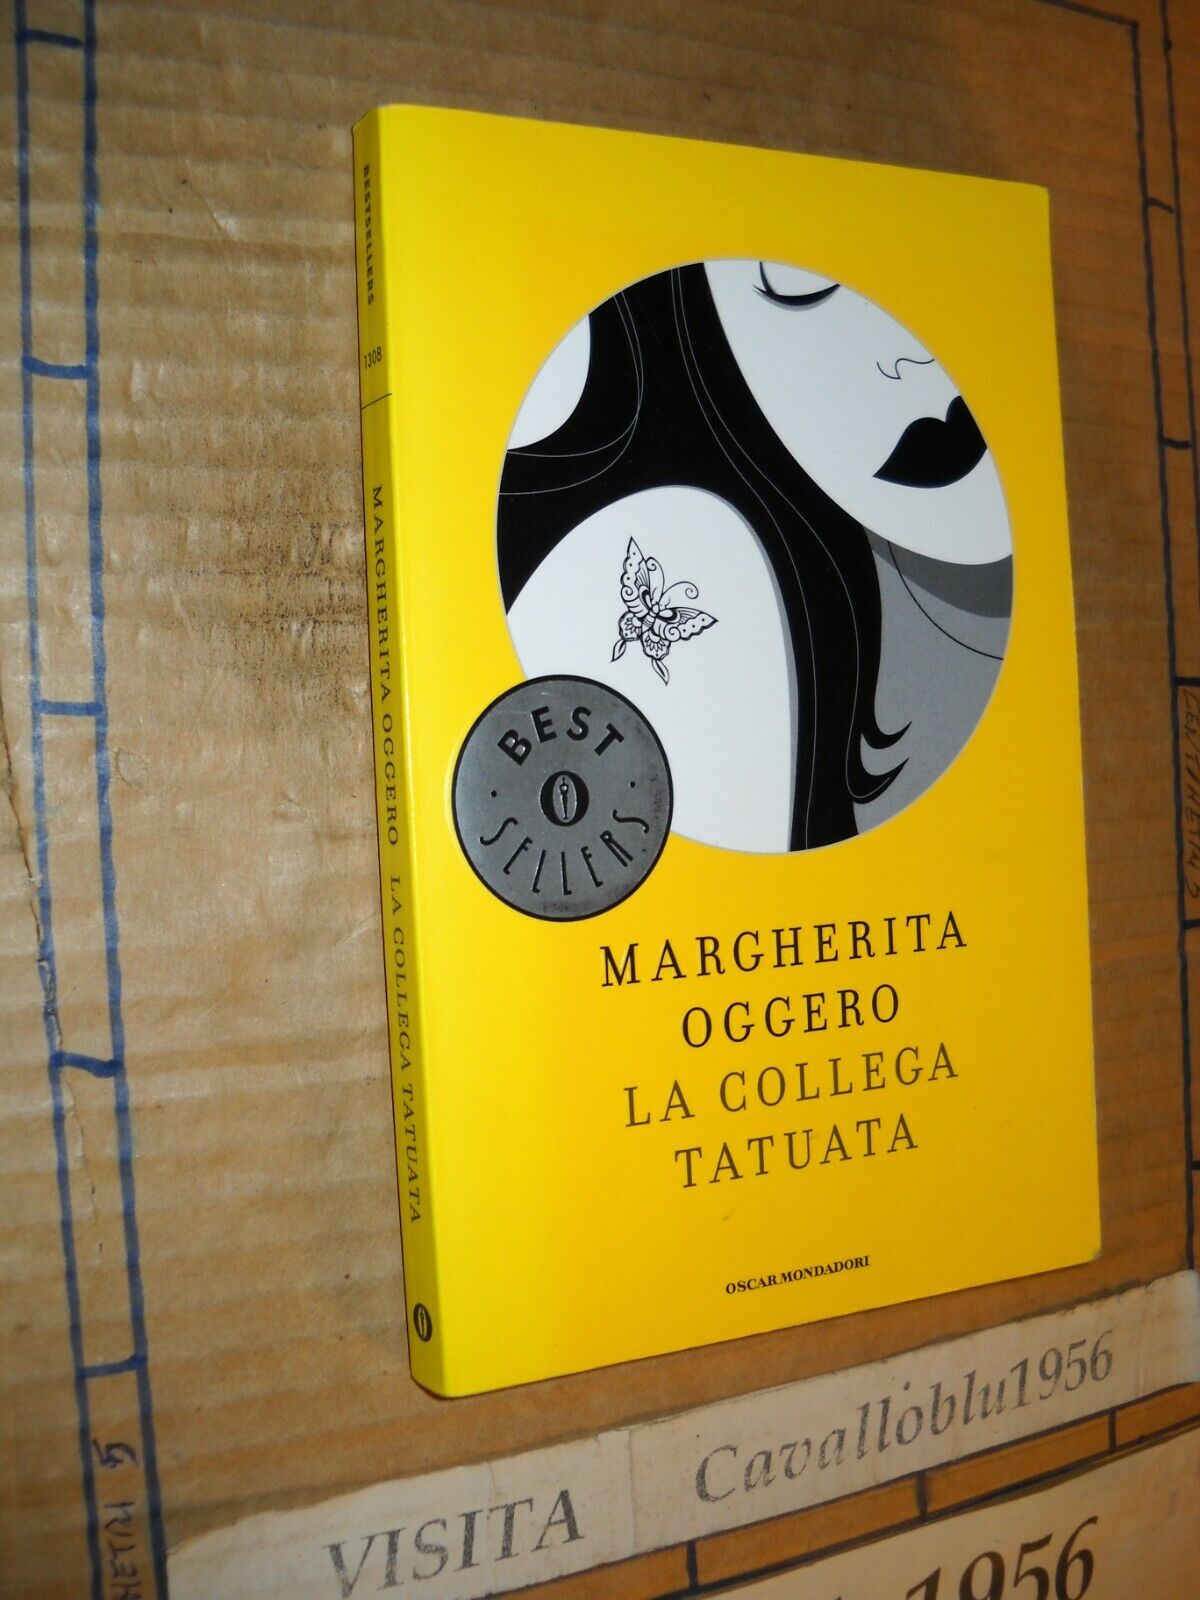 BESTSELLERS
1308
MARGHERITA OGGERO LA COLLEGA TATUATA
BEST
SELLERS
MARGHERITA
OGGERO
LA COLLEGA
TATUATA
OSCAR MONDADORI
VISITA Cavalloblu1956
1956
5